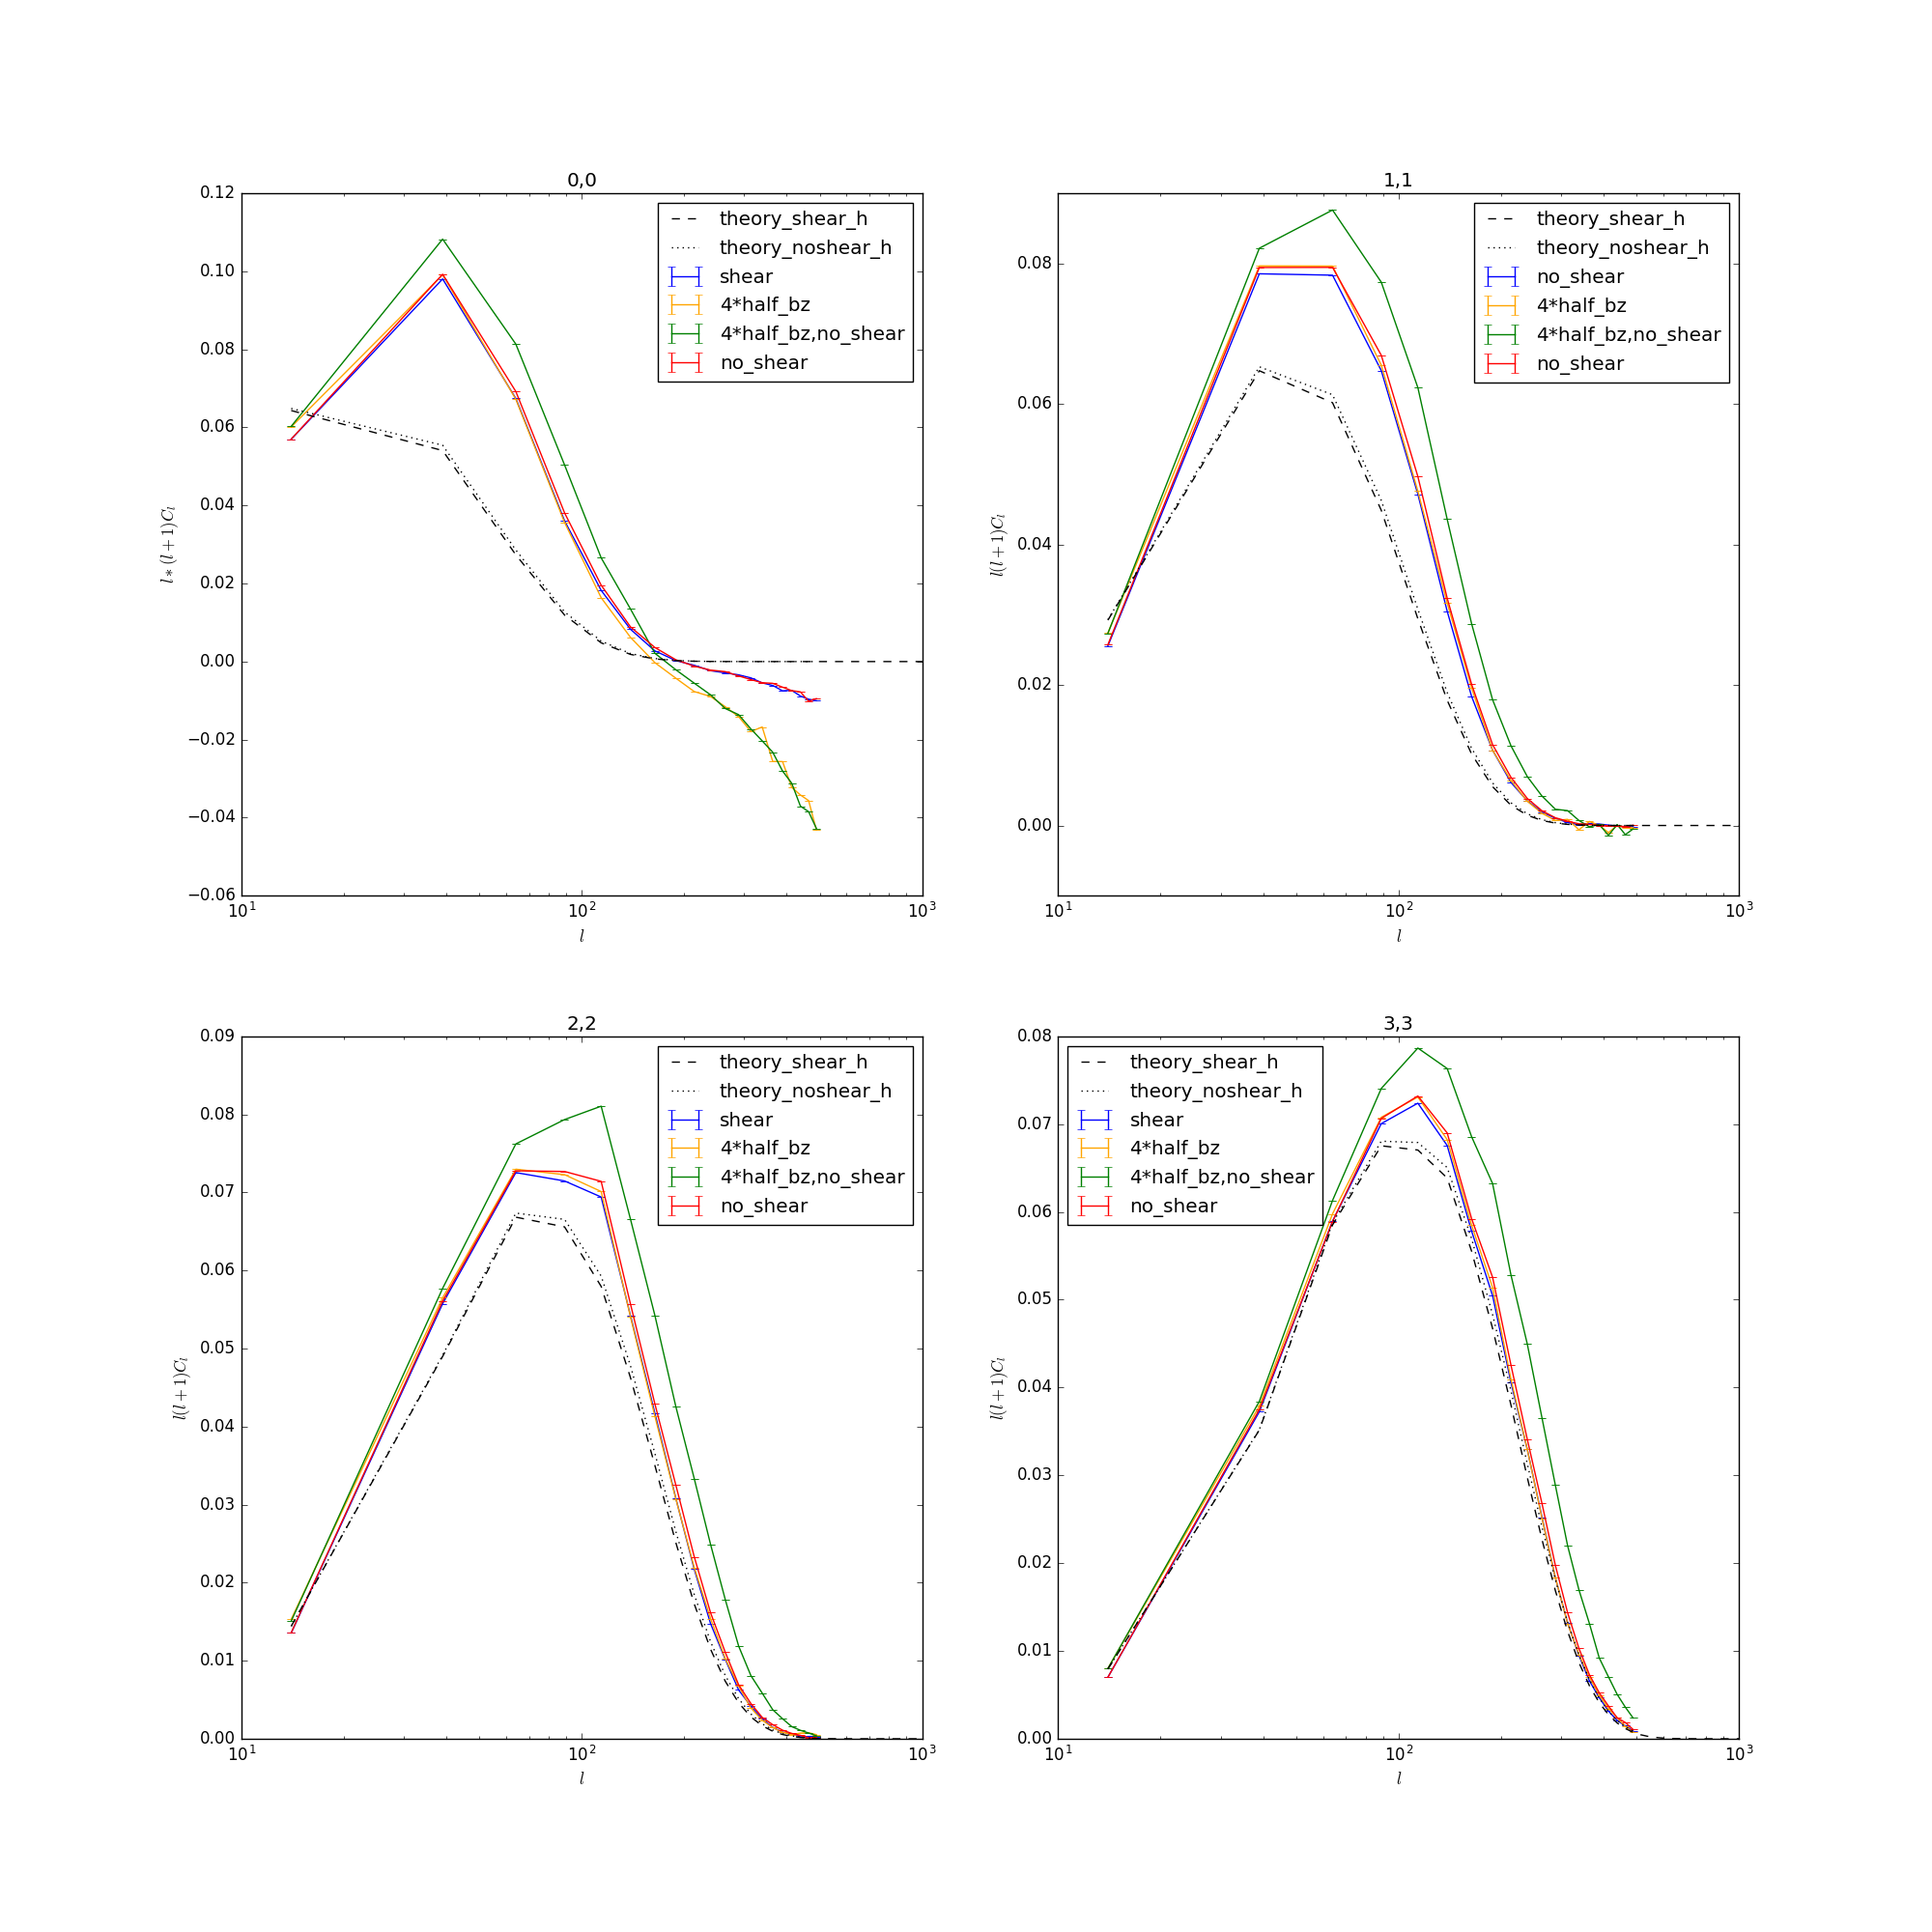 0,0
0.12
0.10
0.08
0.06
0.04
0.02
0.00
−0.02
−0.04
−0.06
l ∗ (l + 1)C_l
10^1
10^2
10^3
l
theory_shear_h
theory_noshear_h
shear
4*half_bz
4*half_bz,no_shear
no_shear
1,1
0.08
0.06
0.04
0.02
0.00
l(l + 1)C_l
10^1
10^2
10^3
l
theory_shear_h
theory_noshear_h
no_shear
4*half_bz
4*half_bz,no_shear
no_shear
2,2
0.09
0.08
0.07
0.06
0.05
0.04
0.03
0.02
0.01
0.00
l(l + 1)C_l
10^1
10^2
10^3
l
theory_shear_h
theory_noshear_h
shear
4*half_bz
4*half_bz,no_shear
no_shear
3,3
0.08
0.07
0.06
0.05
0.04
0.03
0.02
0.01
0.00
l(l + 1)C_l
10^1
10^2
10^3
l
theory_shear_h
theory_noshear_h
shear
4*half_bz
4*half_bz,no_shear
no_shear